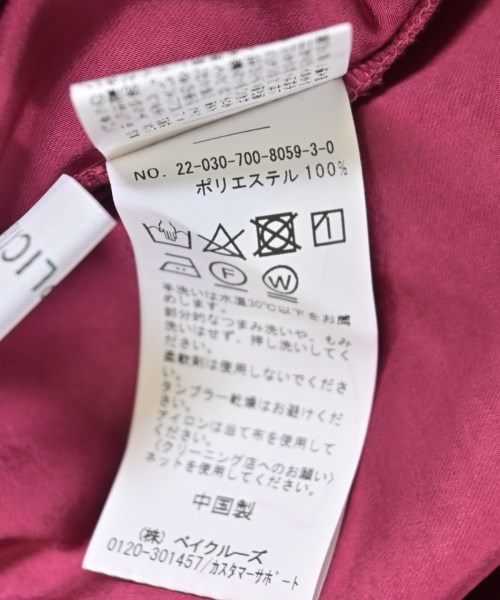 NO. 22-030-700-8059-3-0
ポリエステル 100%
F
W
手洗いは水温30℃以下をお薦
めします。
部分的なつまみ洗いや、もみ
洗いはせず、押し洗いしてく
ださい。
柔軟剤は使用しないでくださ
い。
タンブラー乾燥はお避けくだ
さい。
アイロンは当て布を使用して
ください。
〈クリーニング店へのお願い〉
ネットを使用してください。
中国製
(株) ベイクルーズ
0120-301457/カスタマーサポート